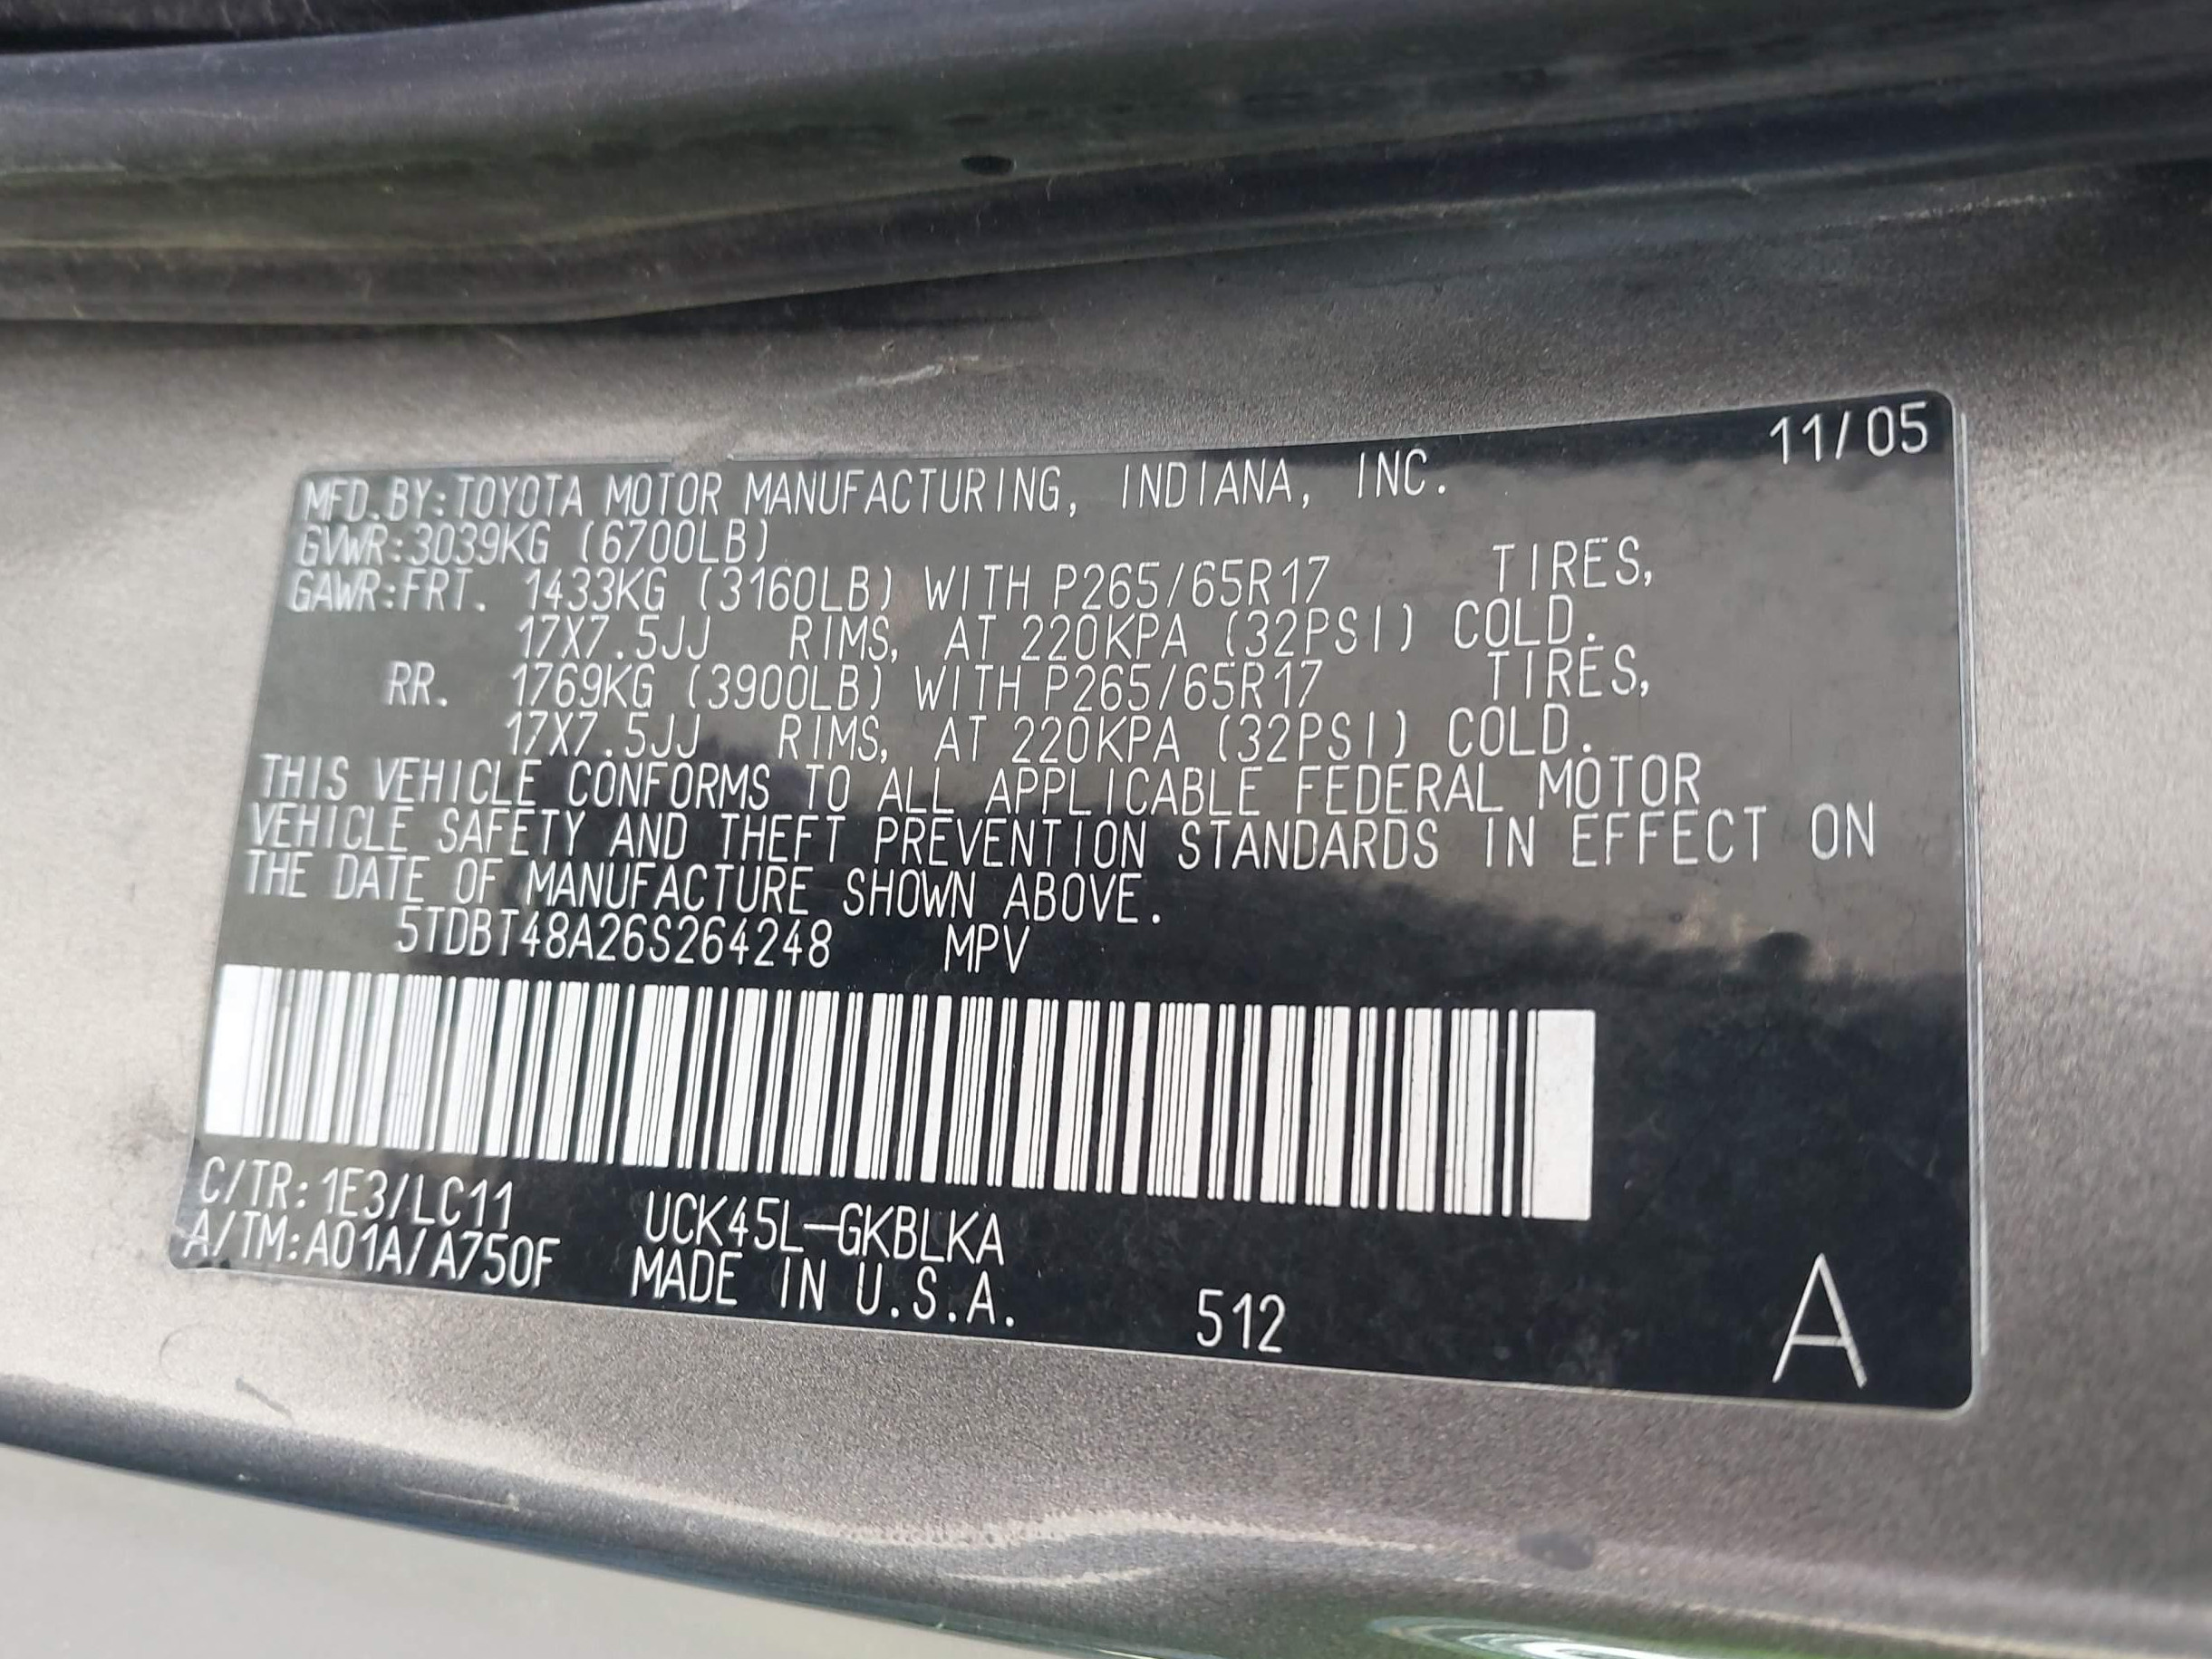 11/05
MFD.BY:TOYOTA MOTOR MANUFACTURING, INDIANA, INC.
GVWR:3039KG (6700LB)
GAWR:FRT. 1433KG (3160LB) WITH P265/65R17 TIRES,
17X7.5JJ RIMS, AT 220KPA (32PSI) COLD.
RR. 1769KG (3900LB) WITH P265/65R17 TIRES,
17X7.5JJ RIMS, AT 220KPA (32PSI) COLD.
THIS VEHICLE CONFORMS TO ALL APPLICABLE FEDERAL MOTOR
VEHICLE SAFETY AND THEFT PREVENTION STANDARDS IN EFFECT ON
THE DATE OF MANUFACTURE SHOWN ABOVE.
5TDBT48A26S264248 MPV
C/TR:1E3/LC11 UCK45L-GKBLKA
A/TM:A01A/A750F MADE IN U.S.A. 512 A